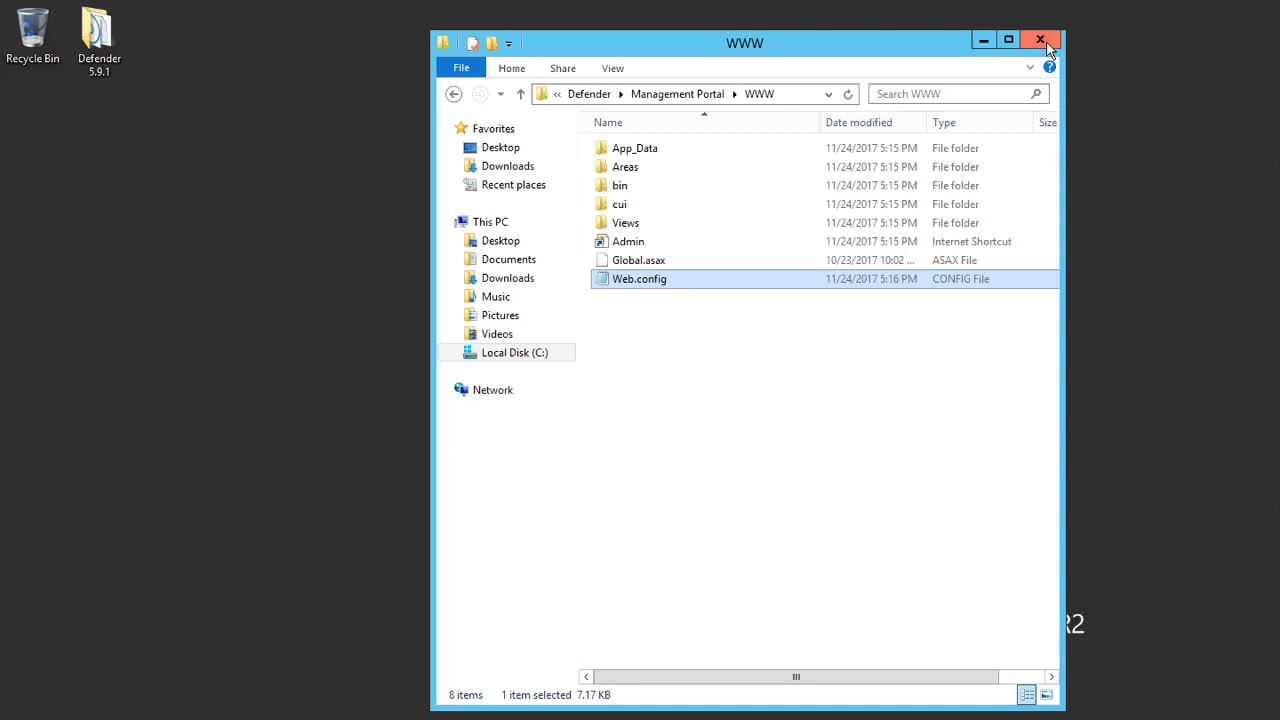 Recycle Bin
Defender
5.9.1
WWW
File
Home
Share
View
«
Defender
Management Portal
WWW
Search WWW
Name
Date modified
Type
Size
Favorites
Desktop
Downloads
Recent places
This PC
Desktop
Documents
Downloads
Music
Pictures
Videos
Local Disk (C:)
Network
App_Data 11/24/2017 5:15 PM File folder
Areas 11/24/2017 5:15 PM File folder
bin 11/24/2017 5:15 PM File folder
cui 11/24/2017 5:15 PM File folder
Views 11/24/2017 5:15 PM File folder
Admin 11/24/2017 5:15 PM Internet Shortcut
Global.asax 10/23/2017 10:02 ... ASAX File
Web.config 11/24/2017 5:16 PM CONFIG File
8 items 1 item selected 7.17 KB
R2